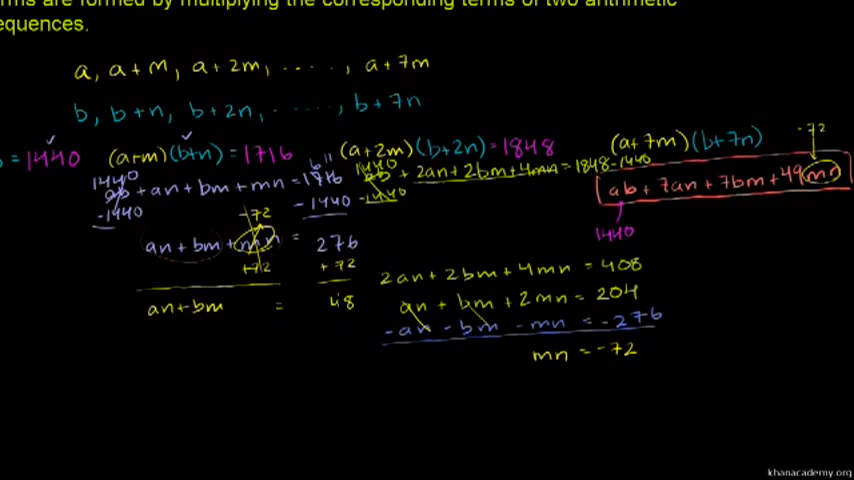 rms are formed by multiplying the corresponding terms of two arithmetic
equences.
a, a+m, a+2m, ....., a+7m
b, b+n, b+2n, ......, b+7n
-72
= 1440 (a+m)(b+n) = 1716 (a+2m)(b+2n) = 1848 (a+7m)(b+7n)
1440 1440
ab + an + bm + mn = 1716 ab + 2an + 2bm + 4mn = 1848 - 1440 ab + 7an + 7bm + 49mn
-1440 - 1440 -1440
-72 1440
an + bm + mn = 276
+72 + 72 2an + 2bm + 4mn = 408
an + bm = 48 an + bm + 2mn = 204
-an - bm - mn = -276
mn = -72
khanacademy.org